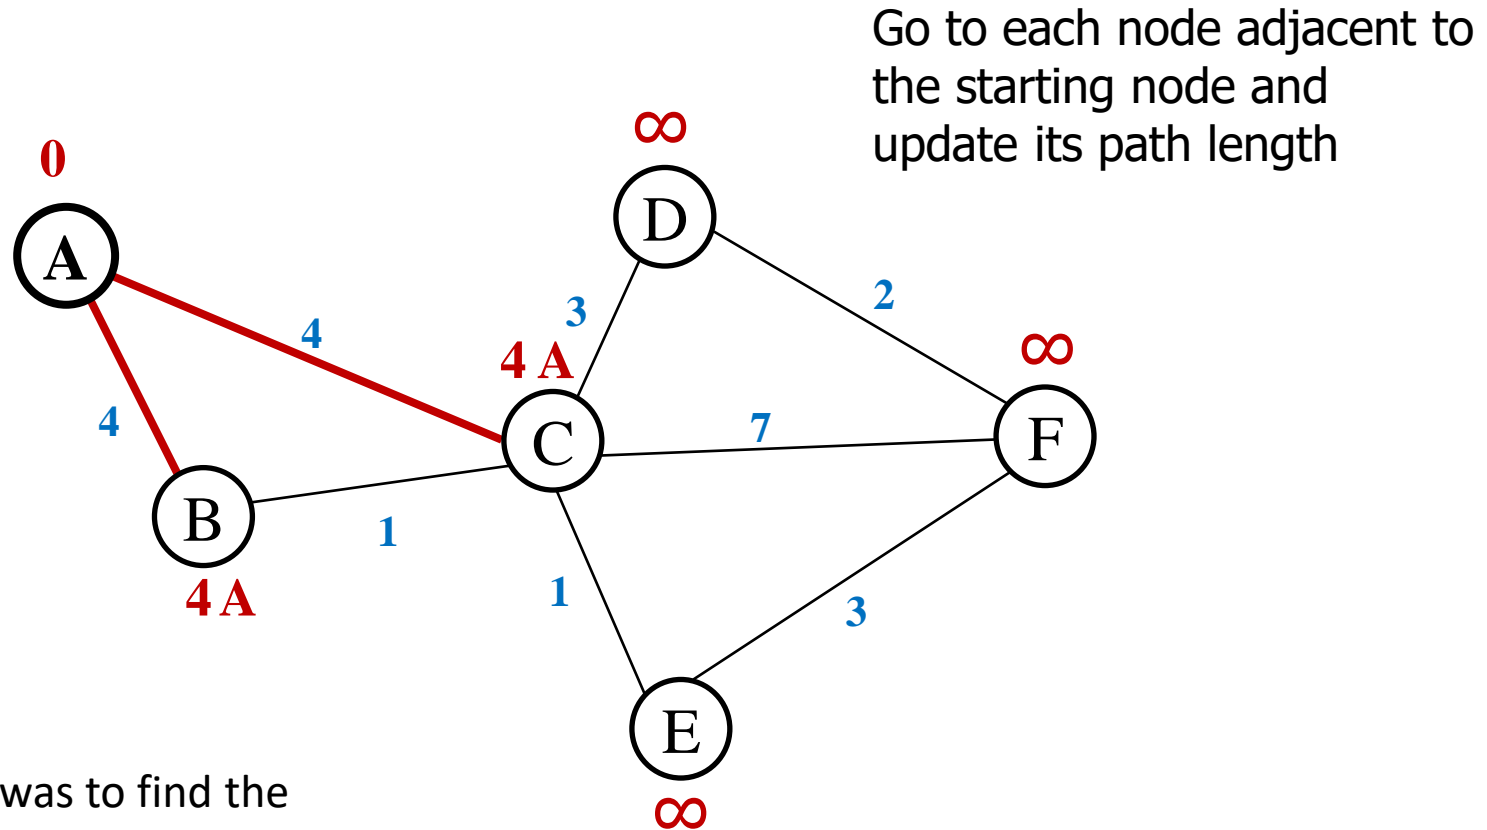 Go to each node adjacent to
the starting node and
update its path length
∞
0
D
A
2
3
4
∞
4 A
4
7
C
F
B
1
1
4 A
3
E
was to find the
∞